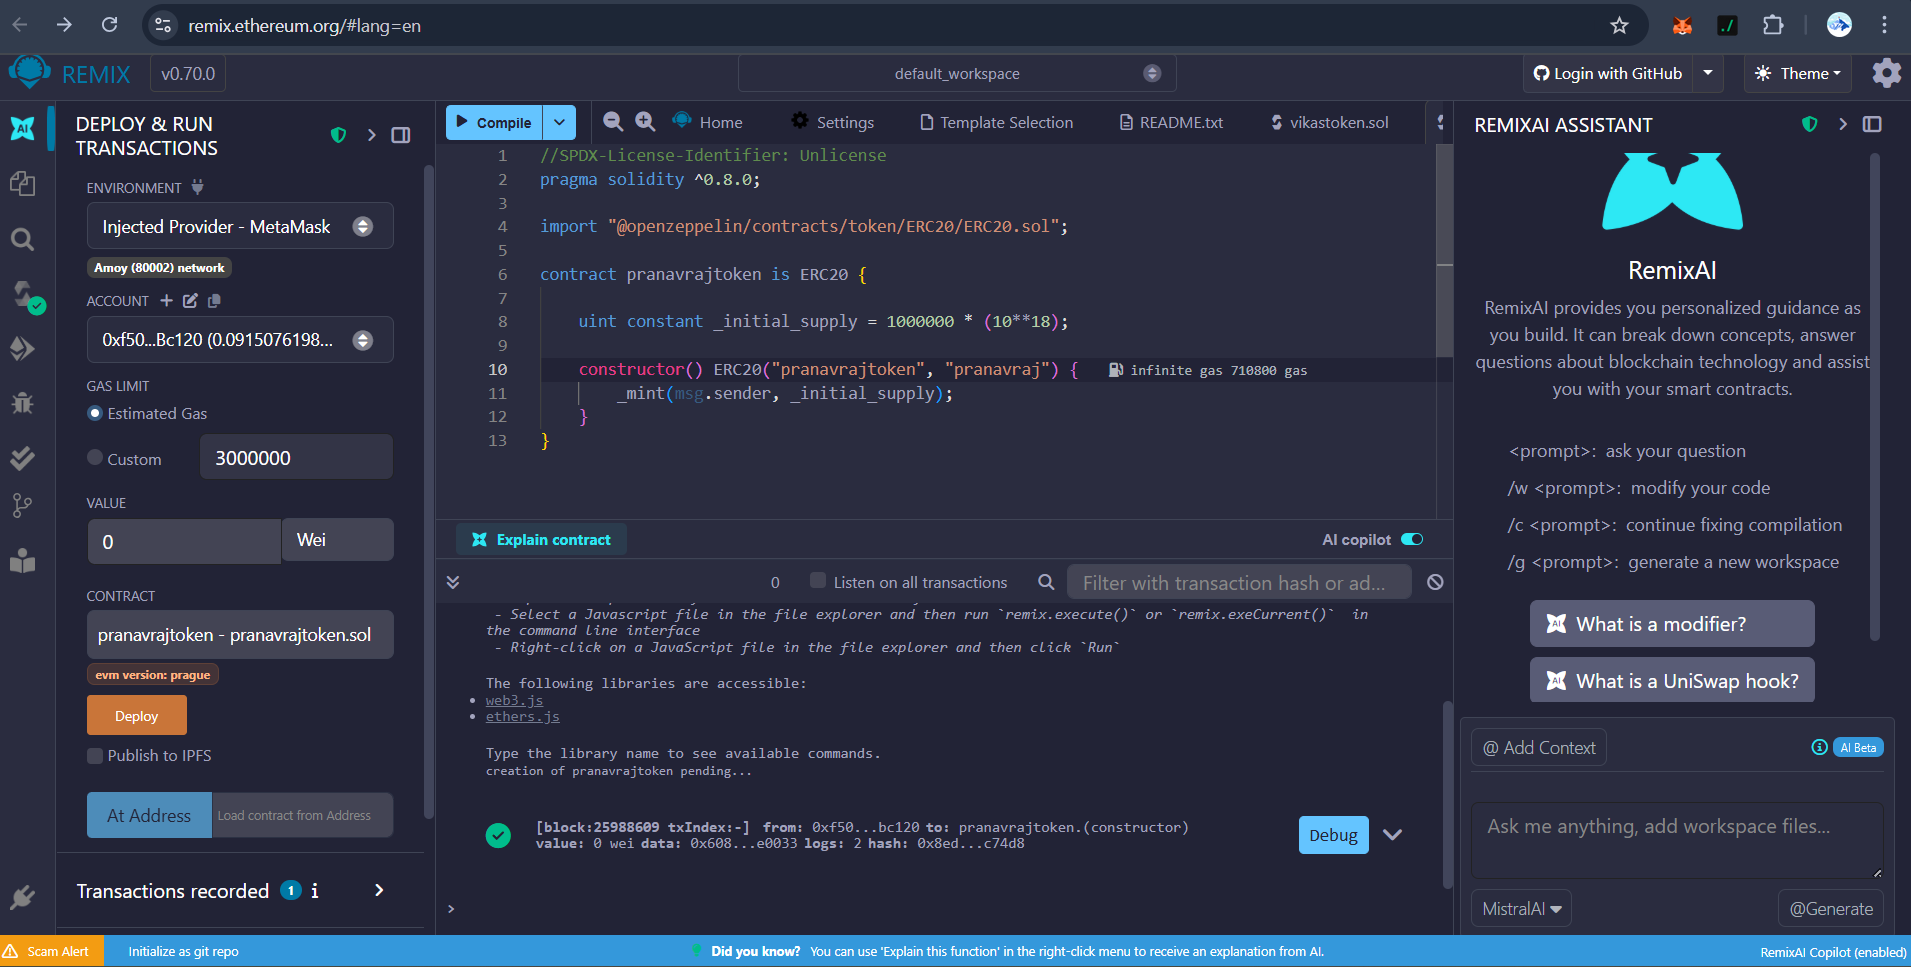 remix.ethereum.org/#lang=en
REMIX v0.70.0
default_workspace
Login with GitHub
Theme
DEPLOY & RUN
TRANSACTIONS
ENVIRONMENT
Injected Provider - MetaMask
Amoy (80002) network
ACCOUNT
0xf50...Bc120 (0.0915076198...
GAS LIMIT
Estimated Gas
Custom
3000000
VALUE
0
Wei
CONTRACT
pranavrajtoken - pranavrajtoken.sol
evm version: prague
Deploy
Publish to IPFS
At Address
Load contract from Address
Transactions recorded 1 i
Compile
Home
Settings
Template Selection
README.txt
vikastoken.sol
1 //SPDX-License-Identifier: Unlicense
2 pragma solidity ^0.8.0;
3
4 import "@openzeppelin/contracts/token/ERC20/ERC20.sol";
5
6 contract pranavrajtoken is ERC20 {
7
8 uint constant _initial_supply = 1000000 * (10**18);
9
10 constructor() ERC20("pranavrajtoken", "pranavraj") { infinite gas 710800 gas
11 _mint(msg.sender, _initial_supply);
12 }
13 }
Explain contract
AI copilot
0
Listen on all transactions
Filter with transaction hash or ad...
- Select a Javascript file in the file explorer and then run `remix.execute()` or `remix.exeCurrent()` in
the command line interface
- Right-click on a JavaScript file in the file explorer and then click `Run`
The following libraries are accessible:
• web3.js
• ethers.js
Type the library name to see available commands.
creation of pranavrajtoken pending...
[block:25988609 txIndex:-] from: 0xf50...bc120 to: pranavrajtoken.(constructor)
value: 0 wei data: 0x608...e0033 logs: 2 hash: 0x8ed...c74d8
Debug
>
REMIXAI ASSISTANT
RemixAI
RemixAI provides you personalized guidance as
you build. It can break down concepts, answer
questions about blockchain technology and assist
you with your smart contracts.
<prompt>: ask your question
/w <prompt>: modify your code
/c <prompt>: continue fixing compilation
/g <prompt>: generate a new workspace
AI What is a modifier?
AI What is a UniSwap hook?
@ Add Context
AI Beta
Ask me anything, add workspace files...
MistralAI
@Generate
Scam Alert
Initialize as git repo
Did you know? You can use 'Explain this function' in the right-click menu to receive an explanation from AI.
RemixAI Copilot (enabled)